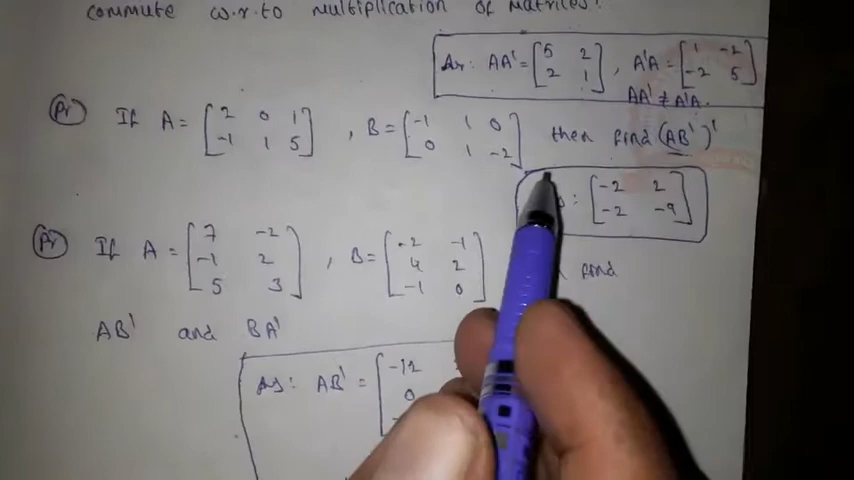 commute w.r.to multiplication of matrices.
Ans: AA' = [5 2; 2 1], A'A = [1 -2; -2 5]
AA' ≠ A'A.
Pr If A = [2 0 1; -1 1 5], B = [-1 1 0; 0 1 -2] then find (AB')'
: [-2 2; -2 -9]
Pr If A = [7 -2; -1 2; 5 3], B = [-2 -1; 4 2; -1 0] find
AB' and BA'
Ans: AB' = [-12
0